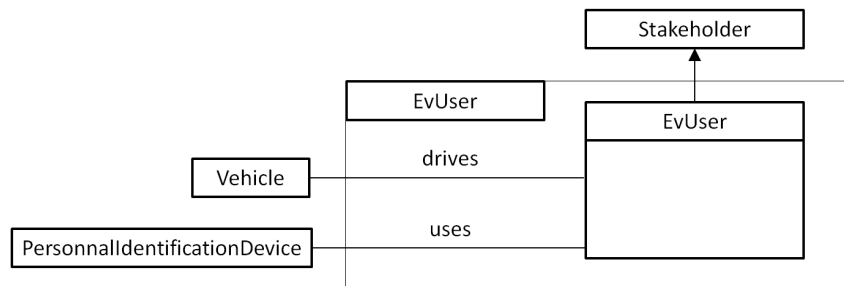 Stakeholder
EvUser
EvUser
drives
Vehicle
uses
PersonnalIdentificationDevice